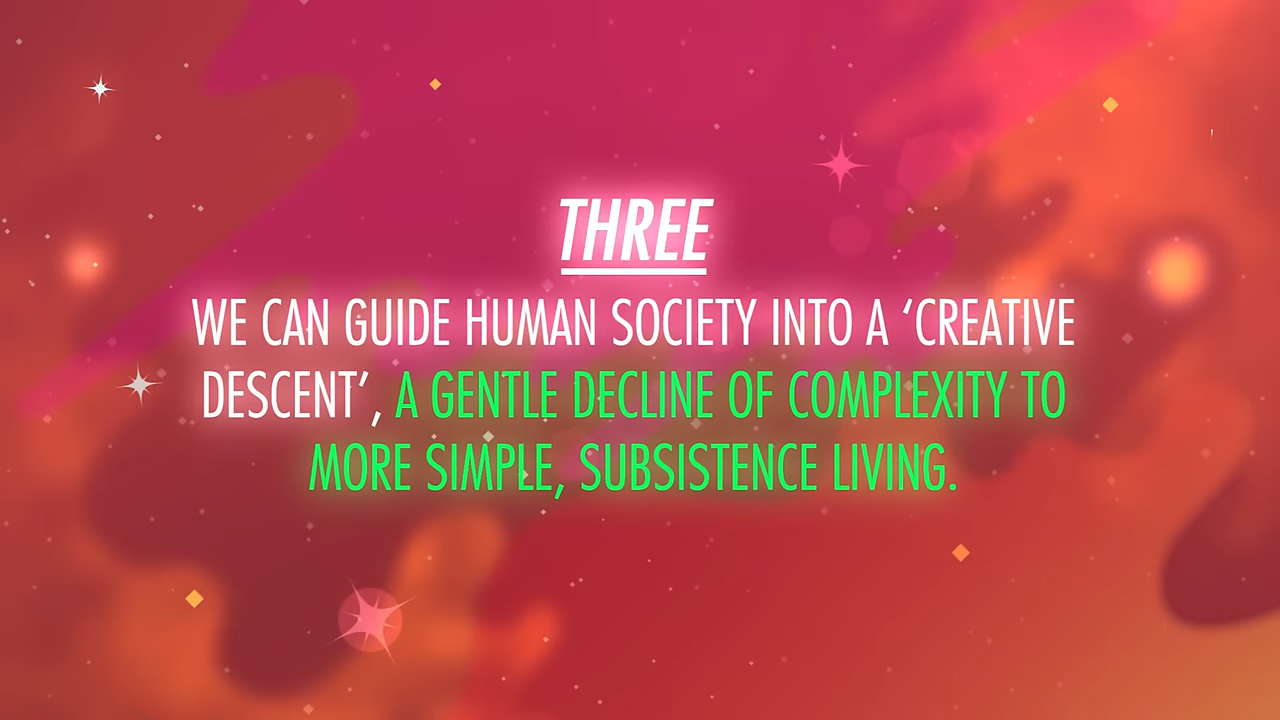 THREE
WE CAN GUIDE HUMAN SOCIETY INTO A ‘CREATIVE
DESCENT’, A GENTLE DECLINE OF COMPLEXITY TO
MORE SIMPLE, SUBSISTENCE LIVING.